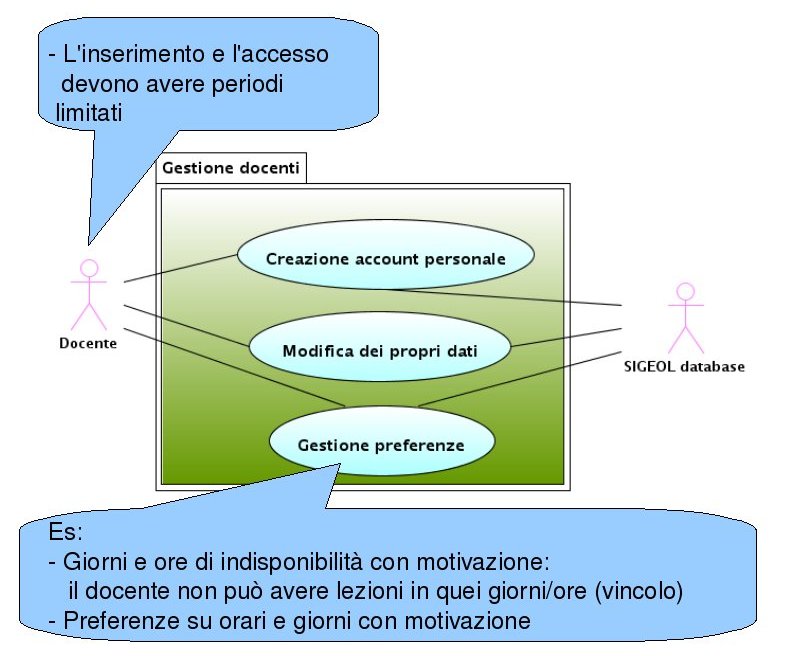 - L'inserimento e l'accesso
devono avere periodi
limitati
Gestione docenti
Creazione account personale
Docente
Modifica dei propri dati
SIGEOL database
Gestione preferenze
Es:
- Giorni e ore di indisponibilità con motivazione:
il docente non può avere lezioni in quei giorni/ore (vincolo)
- Preferenze su orari e giorni con motivazione